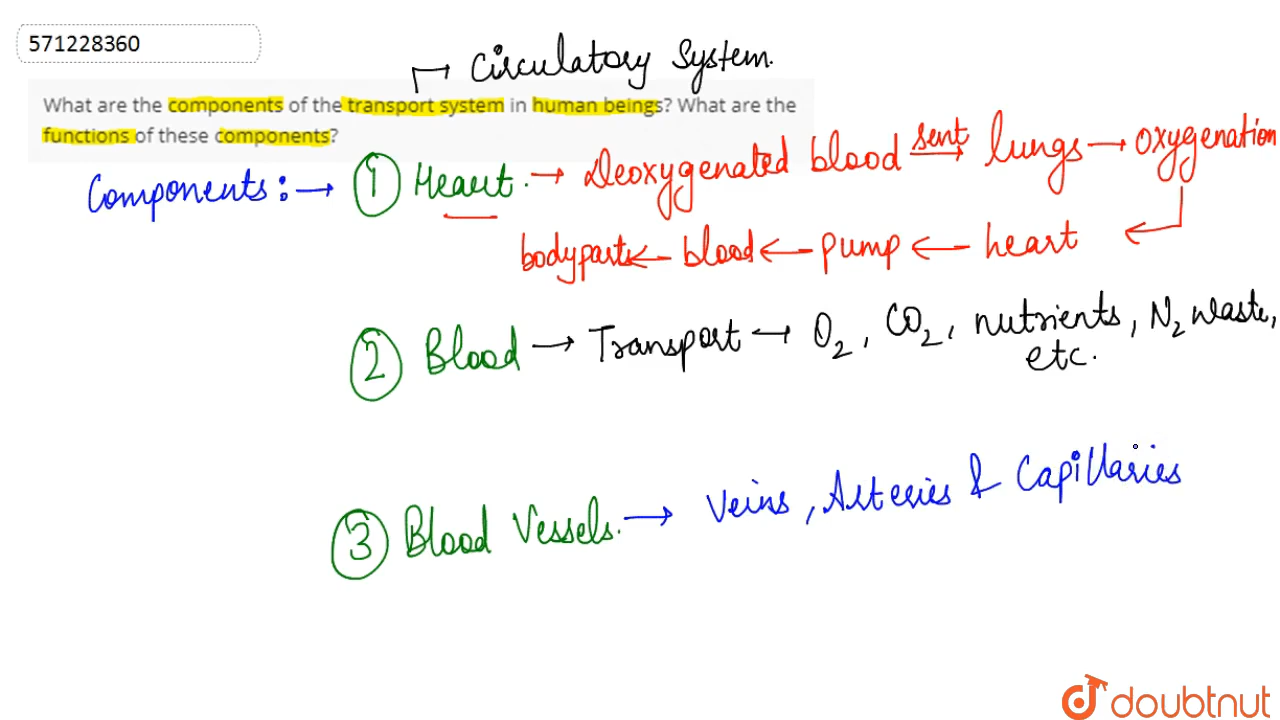 571228360
Circulatory System.
What are the components of the transport system in human beings? What are the
functions of these components?
Components :→ ① Heart. → Deoxygenated blood sent→ lungs → oxygenation
bodyparts ← blood ← pump ← heart ←
② Blood → Transport → O₂, CO₂, nutrients, N₂ waste,
etc.
③ Blood Vessels. → Veins, Arteries & Capillaries
doubtnut